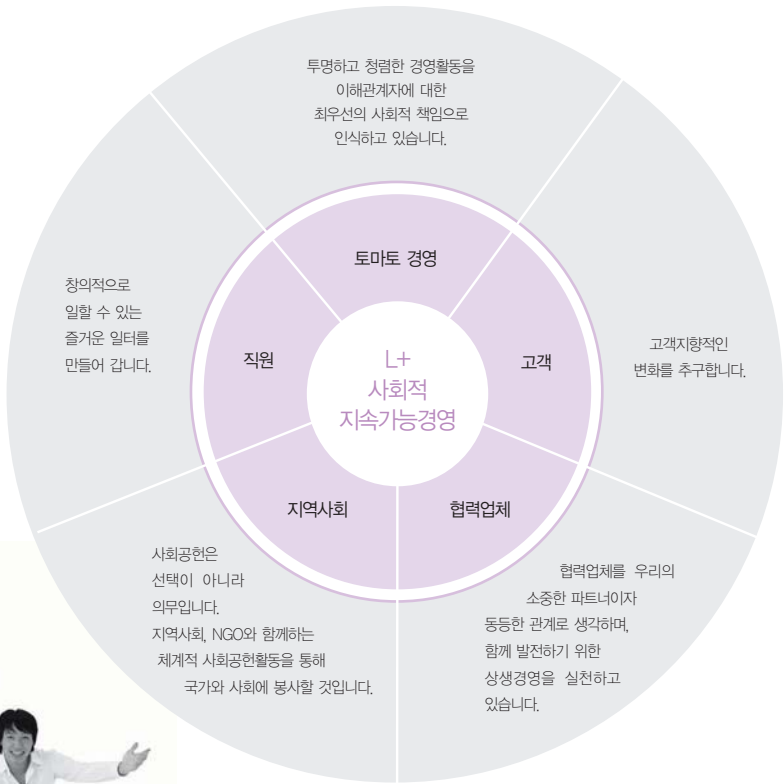 투명하고 청렴한 경영활동을
이해관계자에 대한
최우선의 사회적 책임으로
인식하고 있습니다.
토마토 경영
창의적으로
일할 수 있는
즐거운 일터를
만들어 갑니다.
직원
L+
사회적
지속가능경영
고객
고객지향적인
변화를 추구합니다.
지역사회
협력업체
사회공헌은
선택이 아니라
의무입니다.
지역사회, NGO와 함께하는
체계적 사회공헌활동을 통해
국가와 사회에 봉사할 것입니다.
협력업체를 우리의
소중한 파트너이자
동등한 관계로 생각하며,
함께 발전하기 위한
상생경영을 실천하고
있습니다.